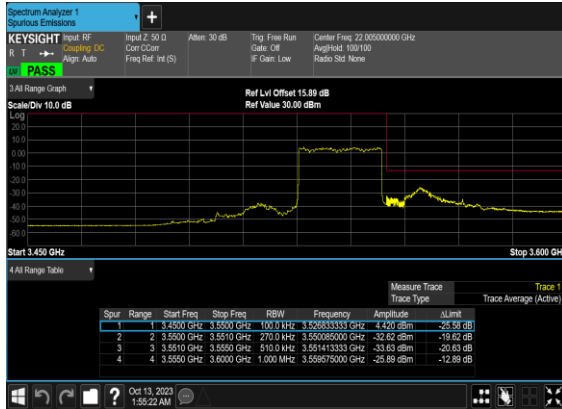 Spectrum Analyzer 1
Spurious Emissions
+
KEYSIGHT Input: RF Input Z: 50 Ω Atten: 30 dB Trig: Free Run Center Freq: 22.005000000 GHz
R T Coupling: DC Corr CCorr Gate: Off Avg|Hold: 100/100
Align: Auto Freq Ref: Int (S) IF Gain: Low Radio Std: None
PASS
3 All Range Graph
Ref Lvl Offset 15.89 dB
Scale/Div 10.0 dB Ref Value 30.00 dBm
Log
20.0
10.0
0.00
-10.0
-20.0
-30.0
-40.0
-50.0
-60.0
Start 3.450 GHz Stop 3.600 GH
4 All Range Table
Measure Trace Trace 1
Trace Type Trace Average (Active)
Spur Range Start Freq Stop Freq RBW Frequency Amplitude ΔLimit
1 1 3.4500 GHz 3.5500 GHz 100.0 kHz 3.526833333 GHz 4.420 dBm -25.58 dB
2 2 3.5500 GHz 3.5510 GHz 270.0 kHz 3.550085000 GHz -32.62 dBm -19.62 dB
3 3 3.5510 GHz 3.5550 GHz 510.0 kHz 3.551413333 GHz -33.63 dBm -20.63 dB
4 4 3.5550 GHz 3.6000 GHz 1.000 MHz 3.559575000 GHz -25.89 dBm -12.89 dB
? Oct 13, 2023
1:55:22 AM